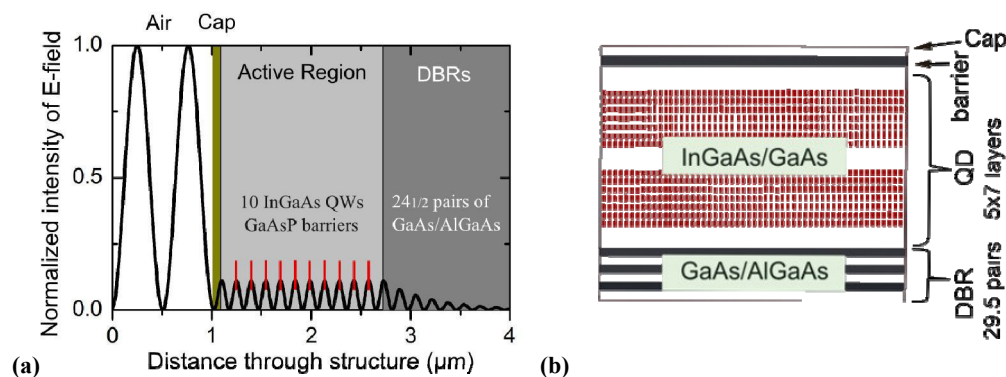 Air Cap
1.0
0.5
0.0
Normalized intensity of E-field
Active Region
DBRs
10 InGaAs QWs
GaAsP barriers
24 1/2 pairs of
GaAs/AlGaAs
0 1 2 3 4
Distance through structure (μm)
(a)
Cap
barrier
QD
5x7 layers
DBR
29.5 pairs
InGaAs/GaAs
GaAs/AlGaAs
(b)